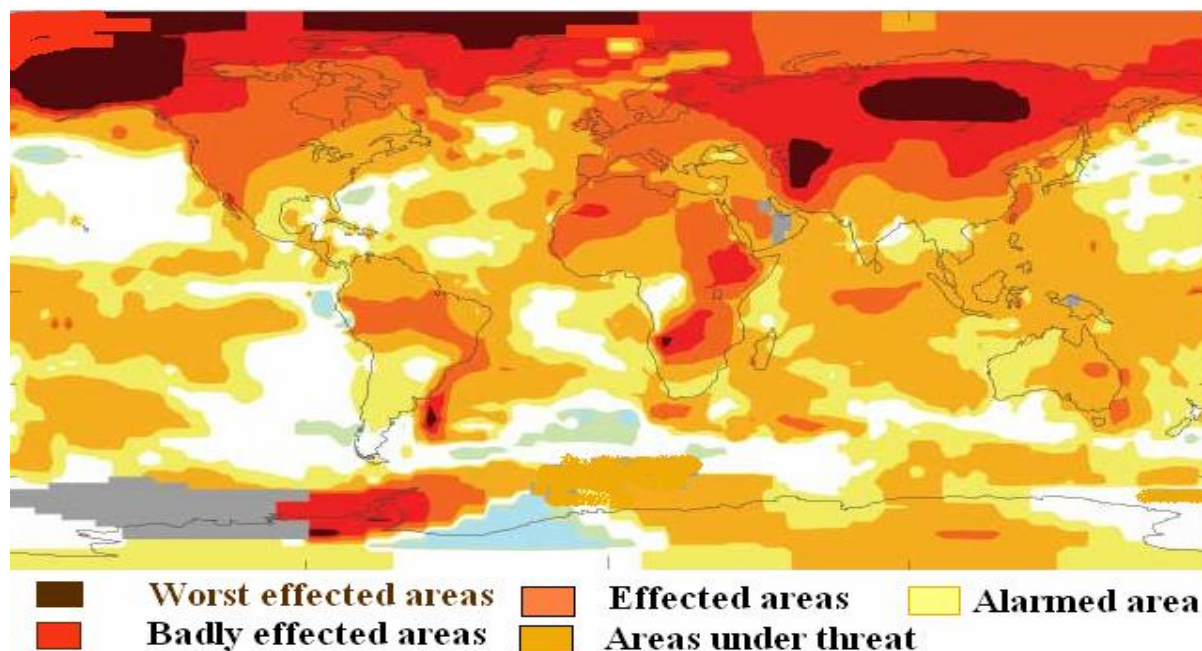 Worst effected areas
Effected areas
Alarmed area
Badly effected areas
Areas under threat